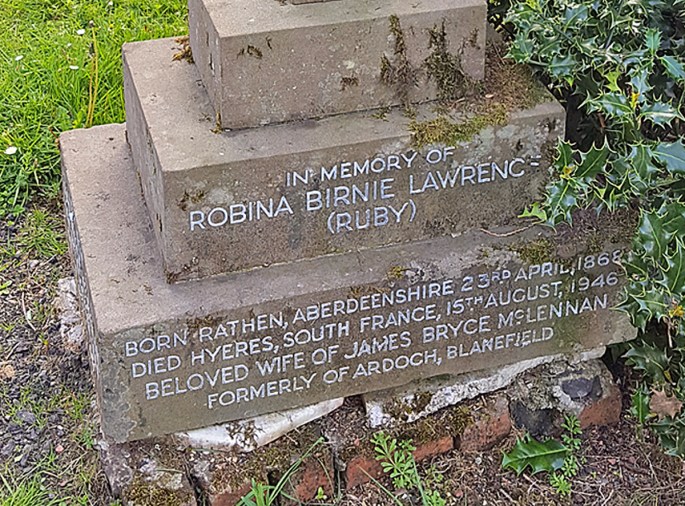 IN MEMORY OF
ROBINA BIRNIE LAWRENCE
(RUBY)
BORN RATHEN, ABERDEENSHIRE 23RD APRIL, 1868
DIED HYERES, SOUTH FRANCE, 15TH AUGUST, 1946
BELOVED WIFE OF JAMES BRYCE MCLENNAN
FORMERLY OF ARDOCH, BLANEFIELD